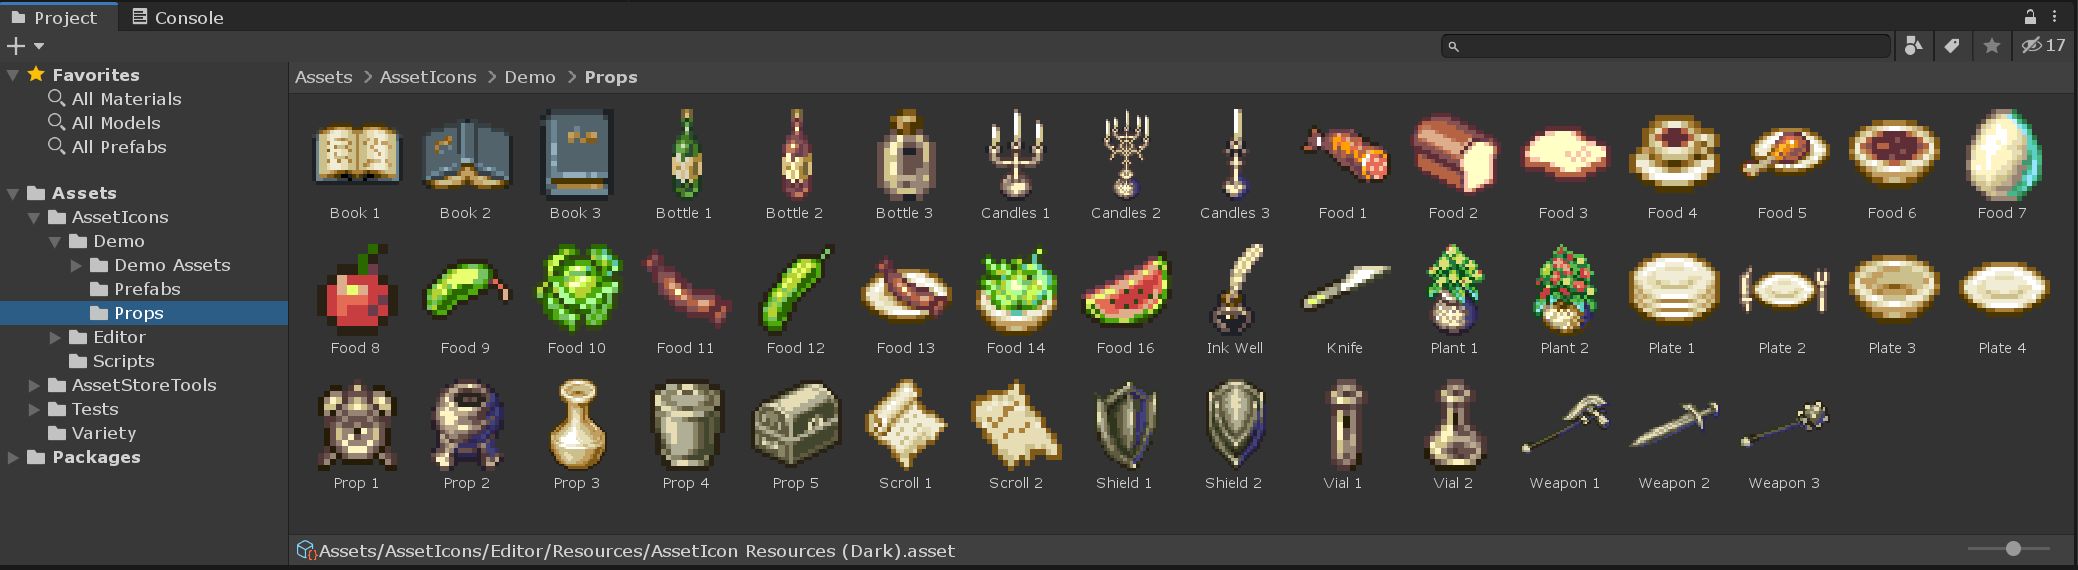 Project
Console
17
Favorites
All Materials
All Models
All Prefabs
Assets
AssetIcons
Demo
Demo Assets
Prefabs
Props
Editor
Scripts
AssetStoreTools
Tests
Variety
Packages
Assets > AssetIcons > Demo > Props
Book 1 Book 2 Book 3 Bottle 1 Bottle 2 Bottle 3 Candles 1 Candles 2 Candles 3 Food 1 Food 2 Food 3 Food 4 Food 5 Food 6 Food 7
Food 8 Food 9 Food 10 Food 11 Food 12 Food 13 Food 14 Food 16 Ink Well Knife Plant 1 Plant 2 Plate 1 Plate 2 Plate 3 Plate 4
Prop 1 Prop 2 Prop 3 Prop 4 Prop 5 Scroll 1 Scroll 2 Shield 1 Shield 2 Vial 1 Vial 2 Weapon 1 Weapon 2 Weapon 3
Assets/AssetIcons/Editor/Resources/AssetIcon Resources (Dark).asset